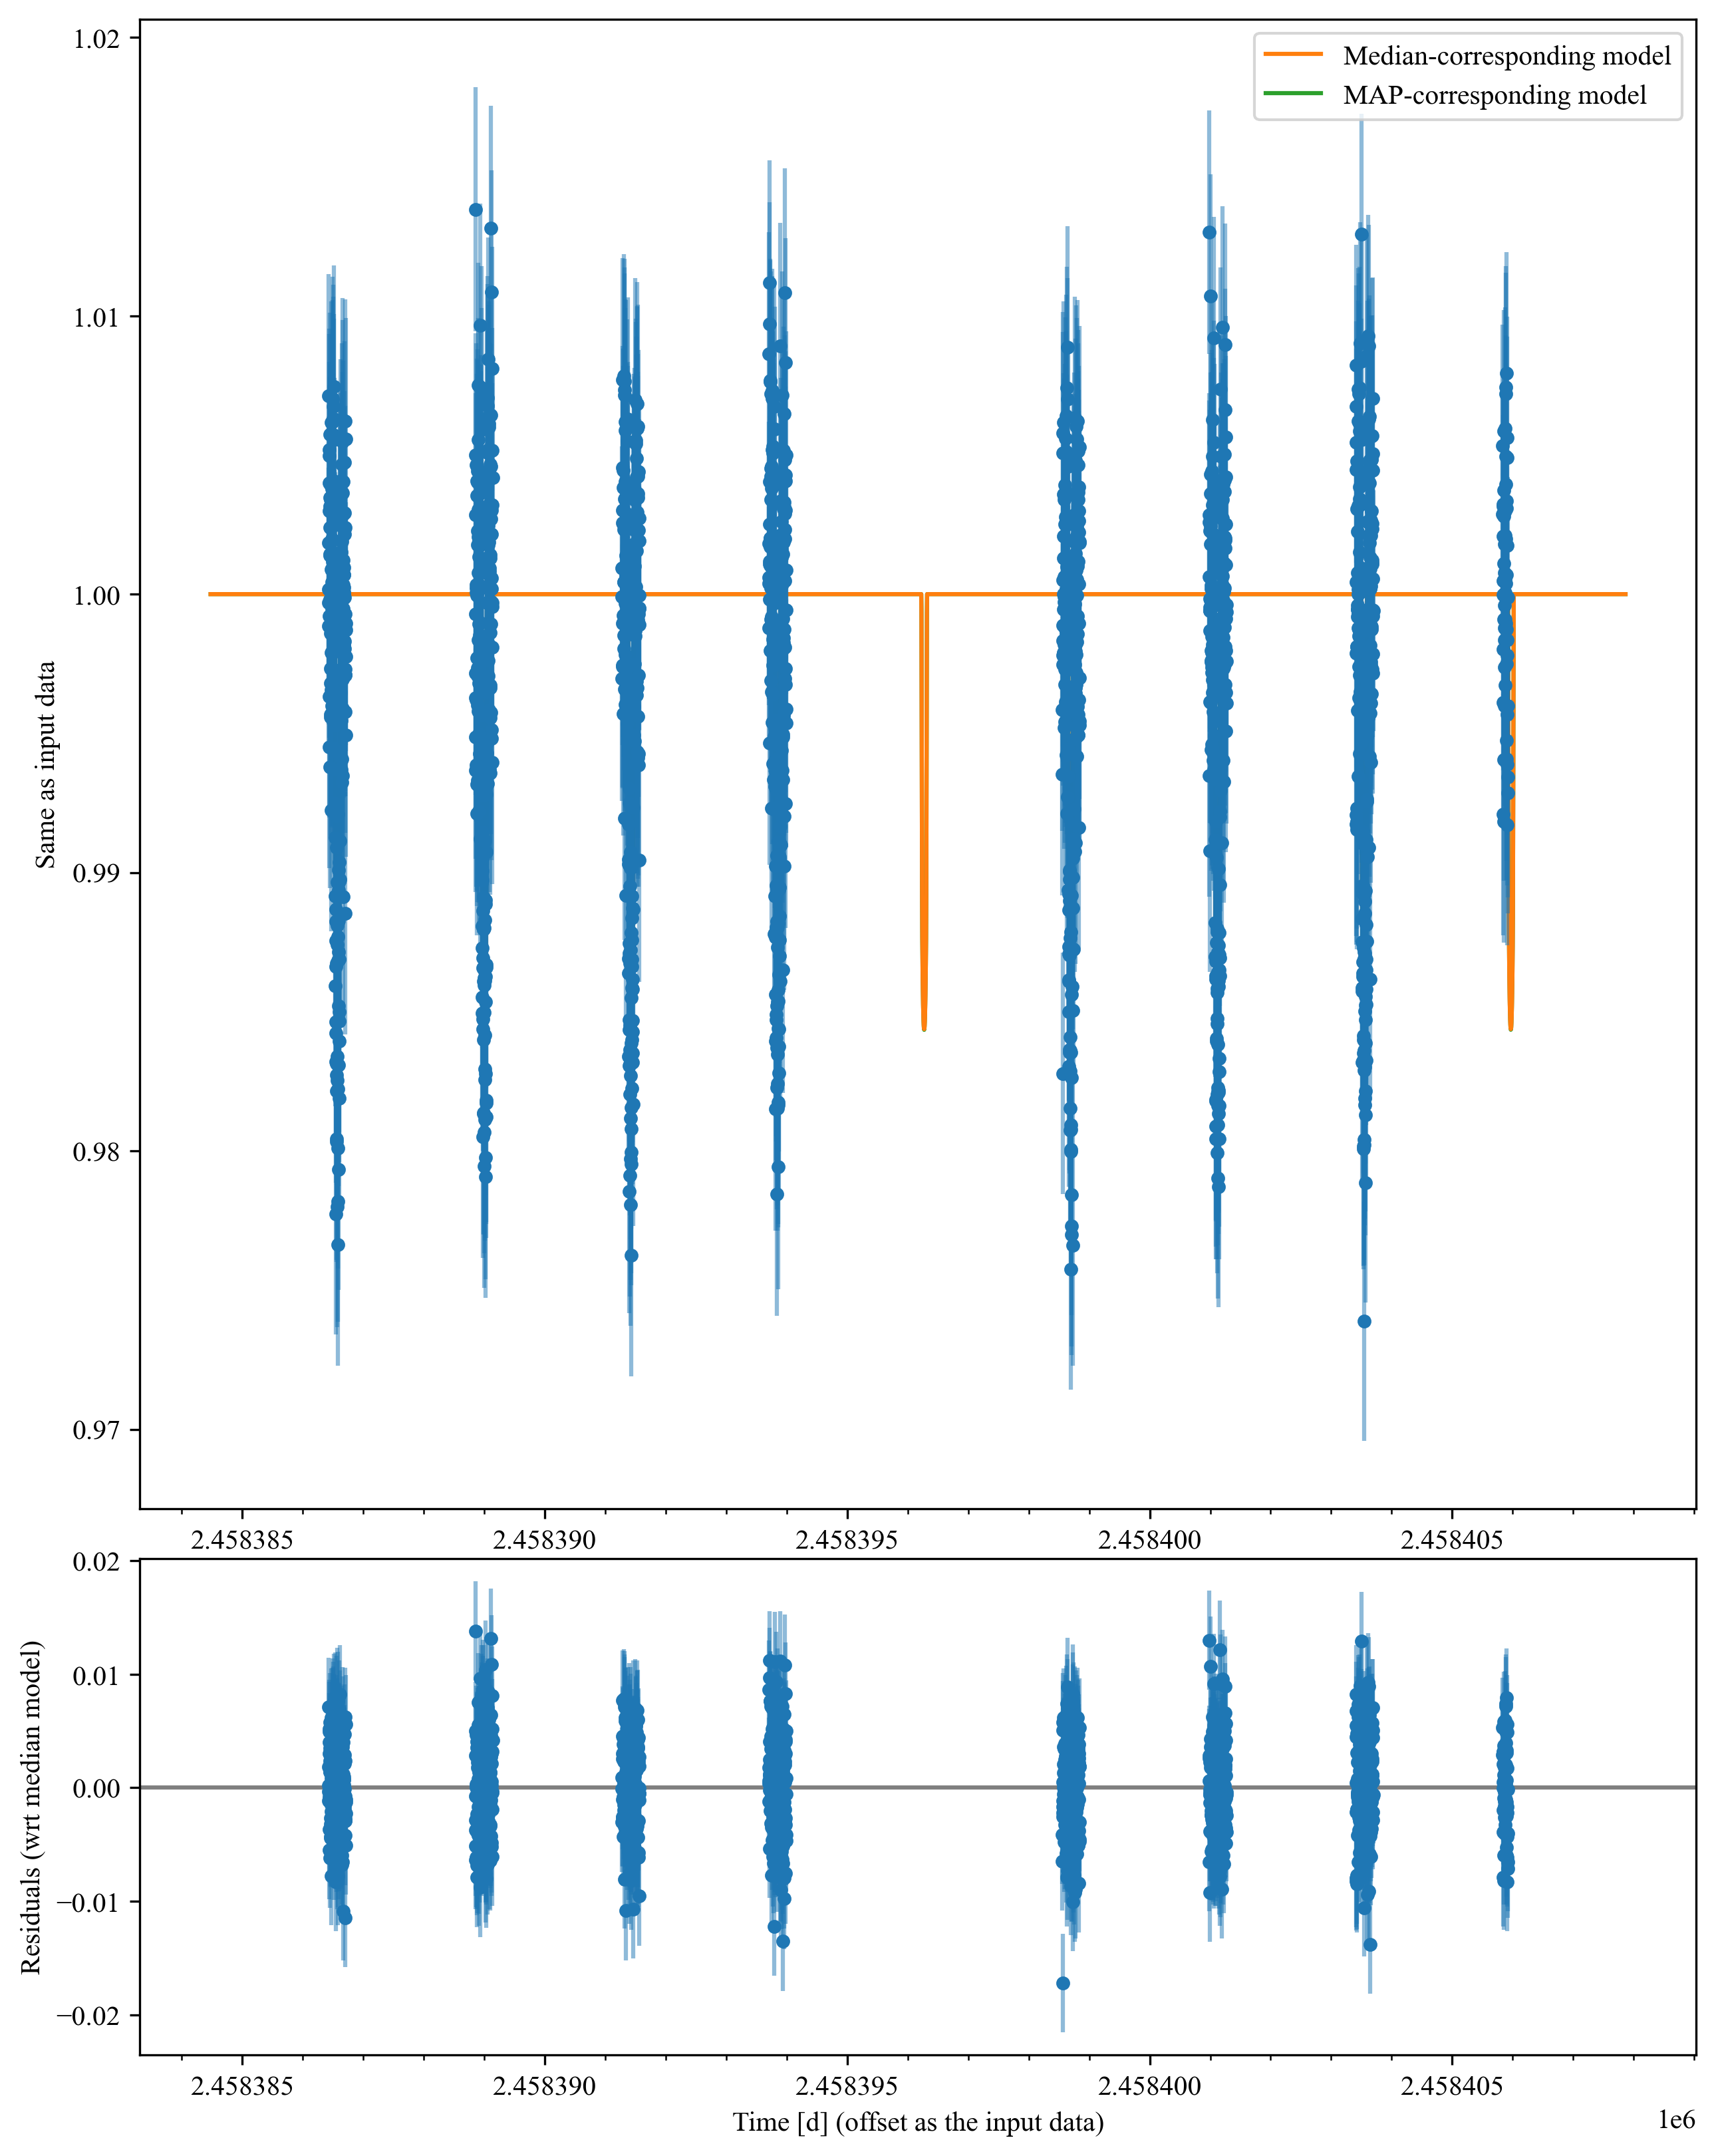 Median-corresponding model
MAP-corresponding model
1.02
1.01
1.00
0.99
0.98
0.97
Same as input data
2.458385 2.458390 2.458395 2.458400 2.458405
0.02
0.01
0.00
−0.01
−0.02
Residuals (wrt median model)
2.458385 2.458390 2.458395 2.458400 2.458405
1e6
Time [d] (offset as the input data)